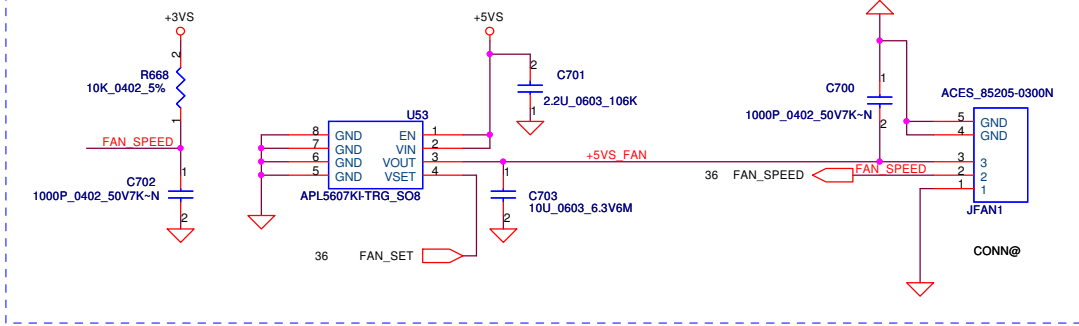 +3VS
2
R668
10K_0402_5%
1
FAN_SPEED
1
C702
1000P_0402_50V7K~N
2
+5VS
2
C701
2.2U_0603_106K
1
U53
8 GND EN 1
7 GND VIN 2
6 GND VOUT 3
5 GND VSET 4
APL5607KI-TRG_SO8
+5VS_FAN
1
C703
10U_0603_6.3V6M
2
36 FAN_SET
1
C700
1000P_0402_50V7K~N
2
ACES_85205-0300N
5 GND
4 GND
3 3
2 2
1 1
36 FAN_SPEED
FAN_SPEED
JFAN1
CONN@